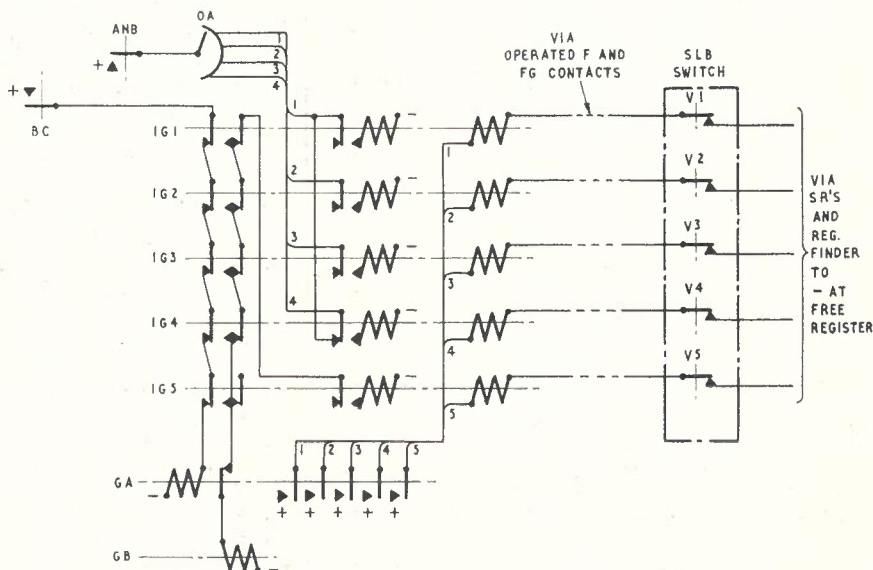 OA
ANB
+
1
2
3
4
VIA
OPERATED F AND
FG CONTACTS
SLB
SWITCH
+
BC
IG1
1
-
1
V1
IG2
2
-
2
V2
IG3
3
-
3
V3
IG4
4
-
4
V4
IG5
-
5
V5
VIA
SR'S
AND
REG.
FINDER
TO
- AT
FREE
REGISTER
1 2 3 4 5
GA
-
+ + + + +
GB
-